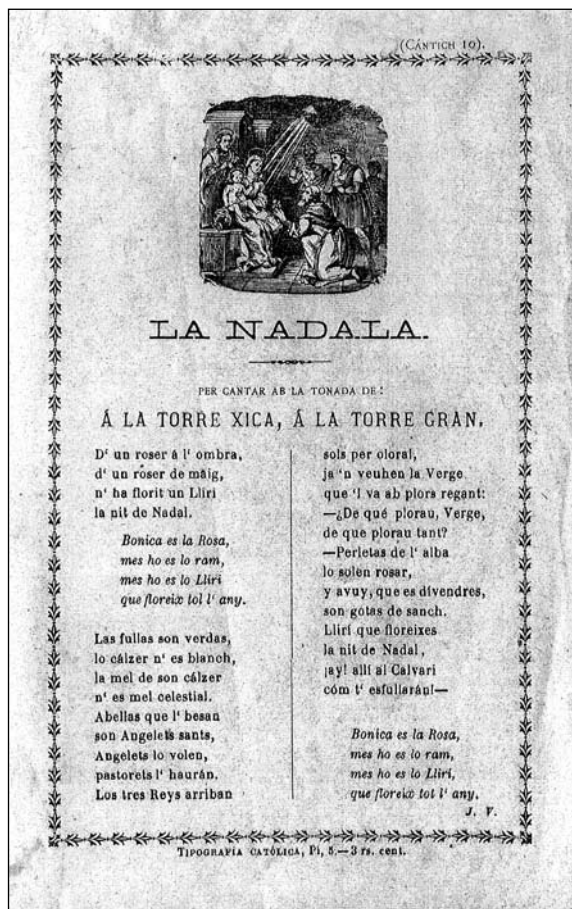 (CÁNTICH 10).
LA NADALA.
PER CANTAR AB LA TONADA DE:
Á LA TORRE XICA, Á LA TORRE GRAN.
D' un roser á l' ombra,
d' un roser de maig,
n' ha florit un Lliri
la nit de Nadal.
Bonica es la Rosa,
mes ho es lo ram,
mes ho es lo Lliri
que floreix tol l' any.
Las fullas son verdas,
lo cálzer n' es blanch,
la mel de son cálzer
n' es mel celestial.
Abellas que l' besan
son Angelets sants,
Angelets lo volen,
pastorets l' haurán.
Los tres Reys arriban
sols per oloral,
ja 'n veuhen la Verge
que 'l va ab plors regant:
—¿De qué plorau, Verge,
de que plorau tant?
—Perletas de l' alba
lo solen rosar,
y avuy, que es divendres,
son gotas de sanch.
Lliri que floreixes
la nit de Nadal,
¡ay! allí al Calvari
cóm t' esfullarán!—
Bonica es la Rosa,
mes ho es lo ram,
mes ho es lo Lliri,
que floreix tot l' any.
J. V.
TIPOGRAFÍA CATÓLICA, Pi, 5.—3 rs. cent.